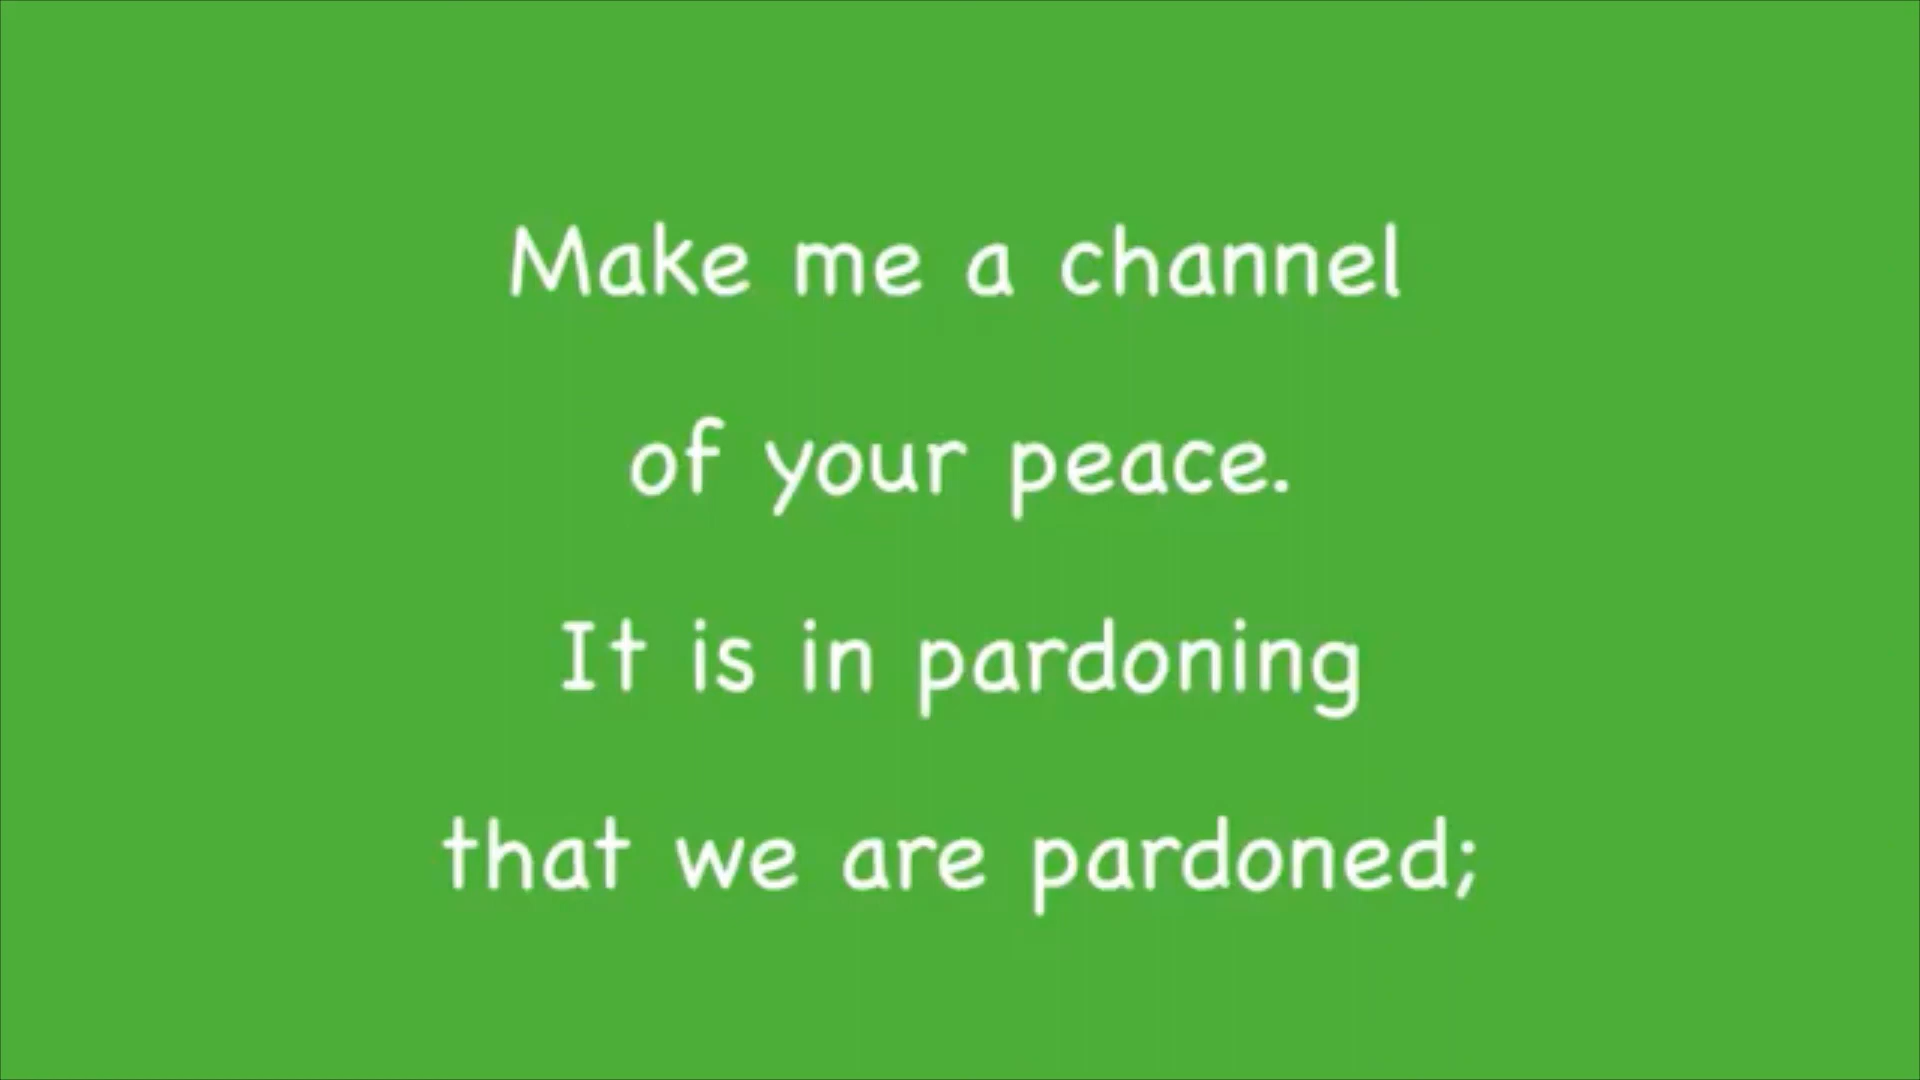 Make me a channel
of your peace.
It is in pardoning
that we are pardoned;